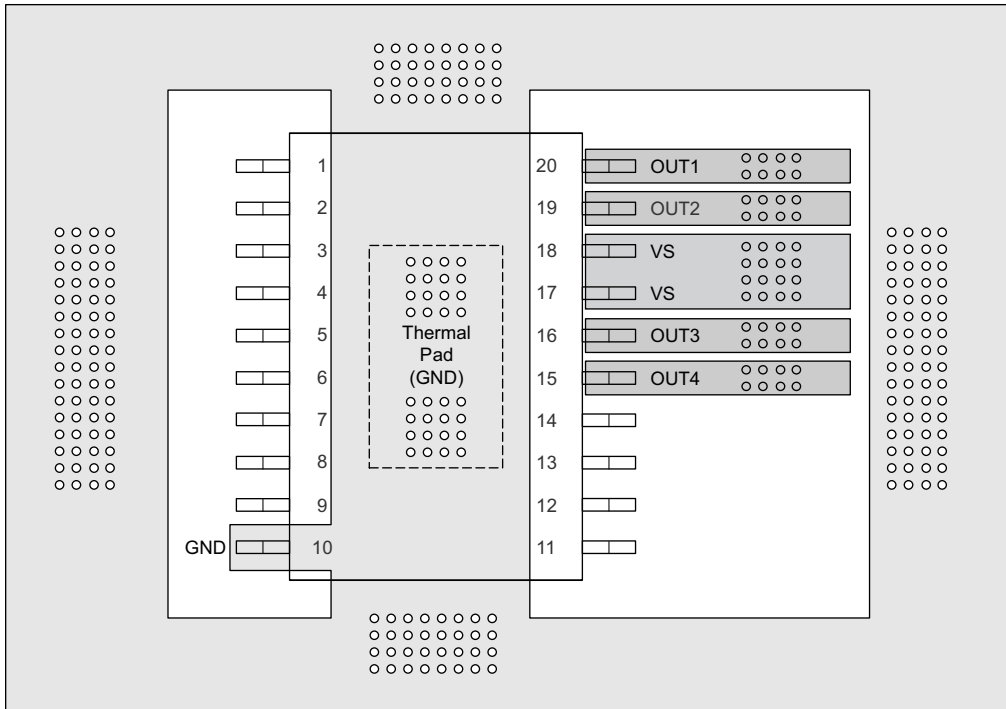 1 20 OUT1
2 19 OUT2
3 18 VS
4 17 VS
Thermal
Pad
(GND)
5 16 OUT3
6 15 OUT4
7 14
8 13
9 12
GND 10 11